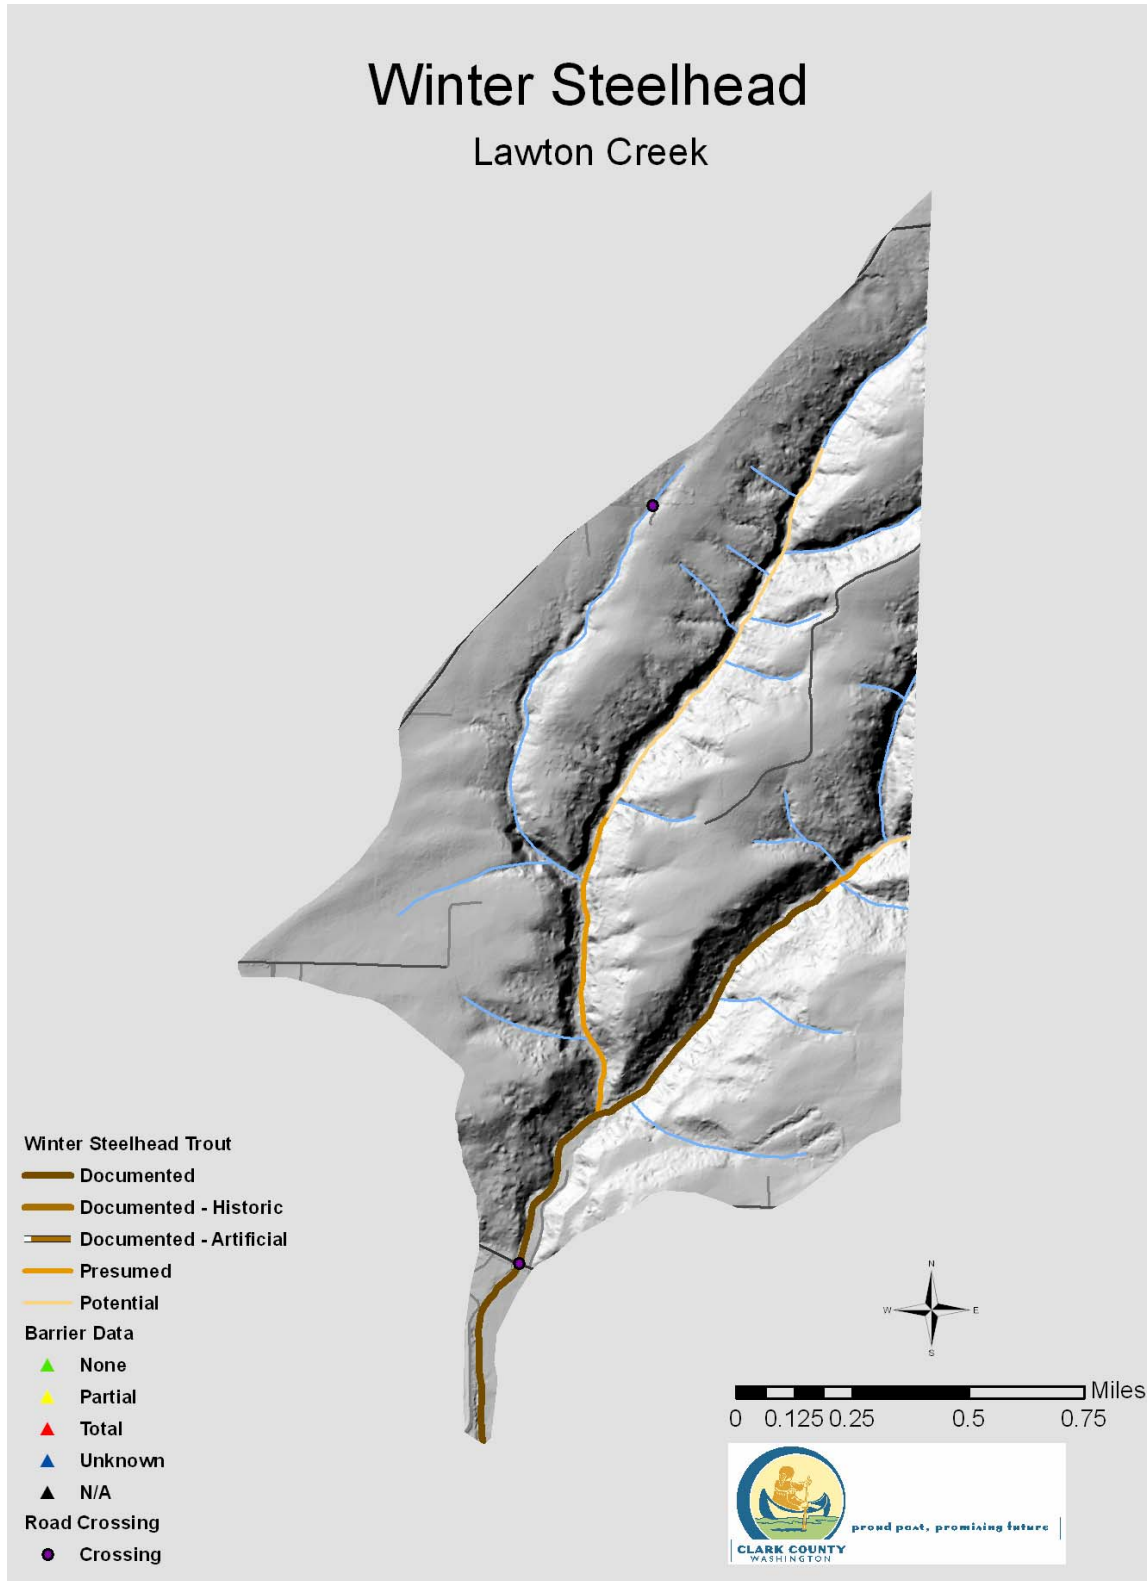 Winter Steelhead
Lawton Creek
Winter Steelhead Trout
Documented
Documented - Historic
Documented - Artificial
Presumed
Potential
Barrier Data
None
Partial
Total
Unknown
N/A
Road Crossing
Crossing
N
W E
S
Miles
0 0.125 0.25 0.5 0.75
proud past, promising future
CLARK COUNTY
WASHINGTON